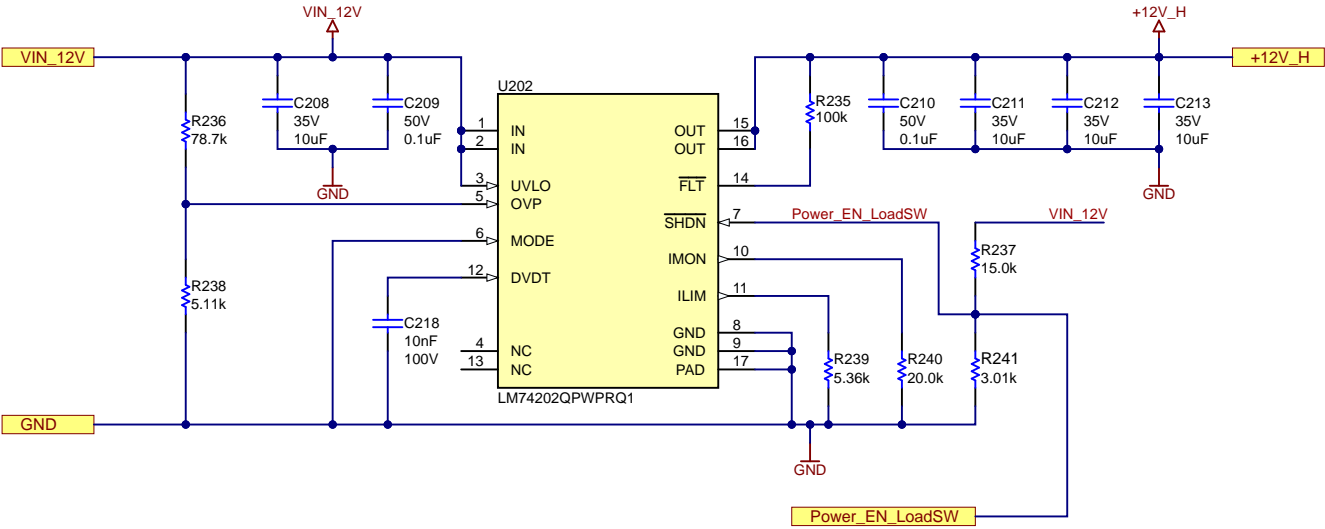 VIN_12V
+12V_H
VIN_12V
+12V_H
U202
R236
78.7k
C208
35V
10uF
C209
50V
0.1uF
GND
1
IN
2
IN
3
UVLO
5
OVP
6
MODE
12
DVDT
4
NC
13
NC
OUT
15
OUT
16
FLT
14
SHDN
7
IMON
10
ILIM
11
GND
8
GND
9
PAD
17
LM74202QPWPRQ1
R235
100k
C210
50V
0.1uF
C211
35V
10uF
C212
35V
10uF
C213
35V
10uF
GND
Power_EN_LoadSW
VIN_12V
R237
15.0k
R238
5.11k
C218
10nF
100V
R239
5.36k
R240
20.0k
R241
3.01k
GND
GND
Power_EN_LoadSW